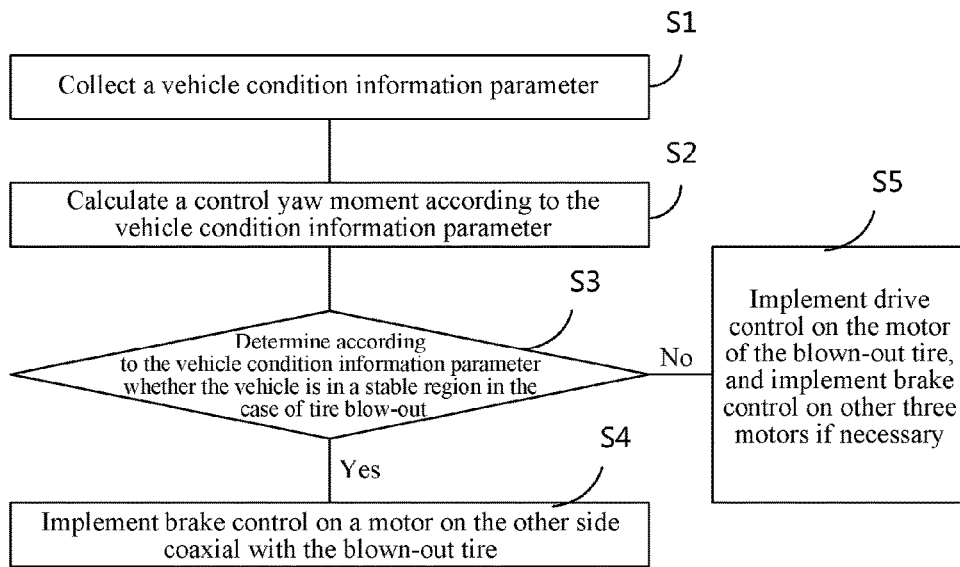 S1
Collect a vehicle condition information parameter
S2
Calculate a control yaw moment according to the
vehicle condition information parameter
S3
Determine according
to the vehicle condition information parameter
whether the vehicle is in a stable region in the
case of tire blow-out
No
S5
Implement drive
control on the motor
of the blown-out tire,
and implement brake
control on other three
motors if necessary
Yes
S4
Implement brake control on a motor on the other side
coaxial with the blown-out tire